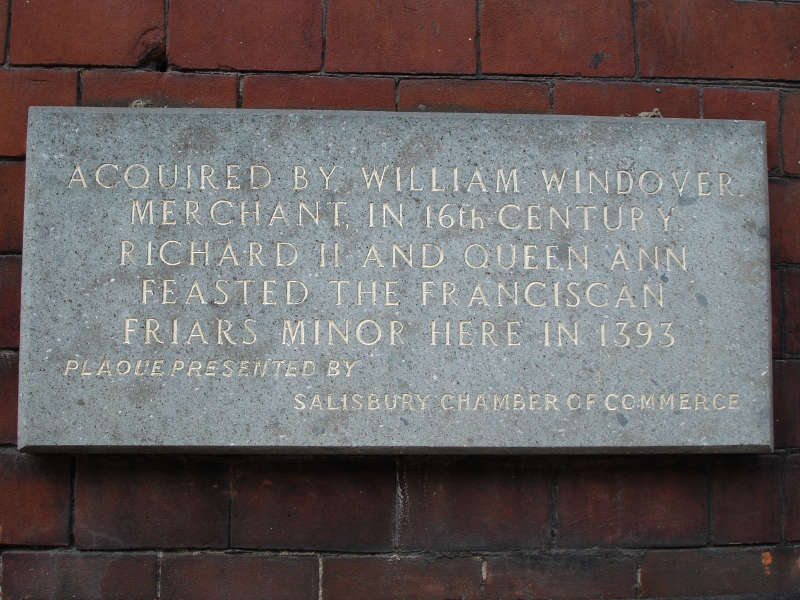 ACQUIRED BY WILLIAM WINDOVER.
MERCHANT, IN 16th CENTURY.
RICHARD II AND QUEEN ANN
FEASTED THE FRANCISCAN
FRIARS MINOR HERE IN 1393
PLAQUE PRESENTED BY
SALISBURY CHAMBER OF COMMERCE